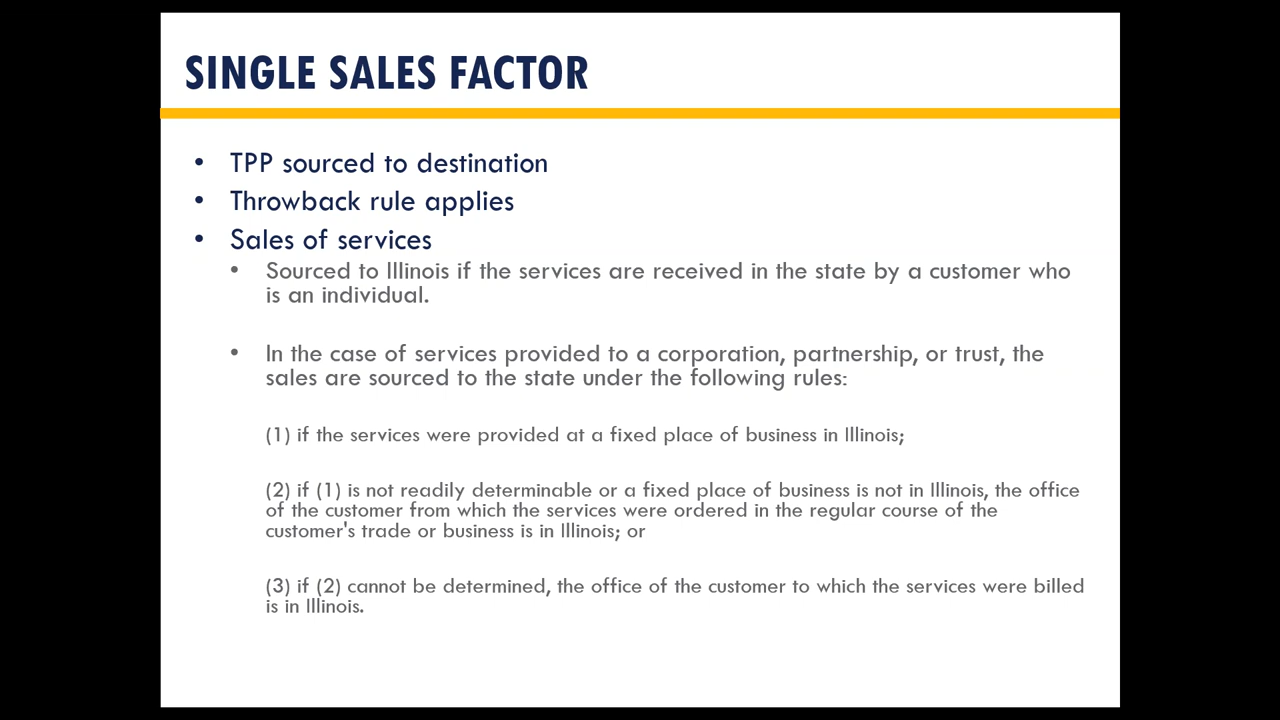 SINGLE SALES FACTOR
• TPP sourced to destination
• Throwback rule applies
• Sales of services
• Sourced to Illinois if the services are received in the state by a customer who
is an individual.
• In the case of services provided to a corporation, partnership, or trust, the
sales are sourced to the state under the following rules:
(1) if the services were provided at a fixed place of business in Illinois;
(2) if (1) is not readily determinable or a fixed place of business is not in Illinois, the office
of the customer from which the services were ordered in the regular course of the
customer's trade or business is in Illinois; or
(3) if (2) cannot be determined, the office of the customer to which the services were billed
is in Illinois.